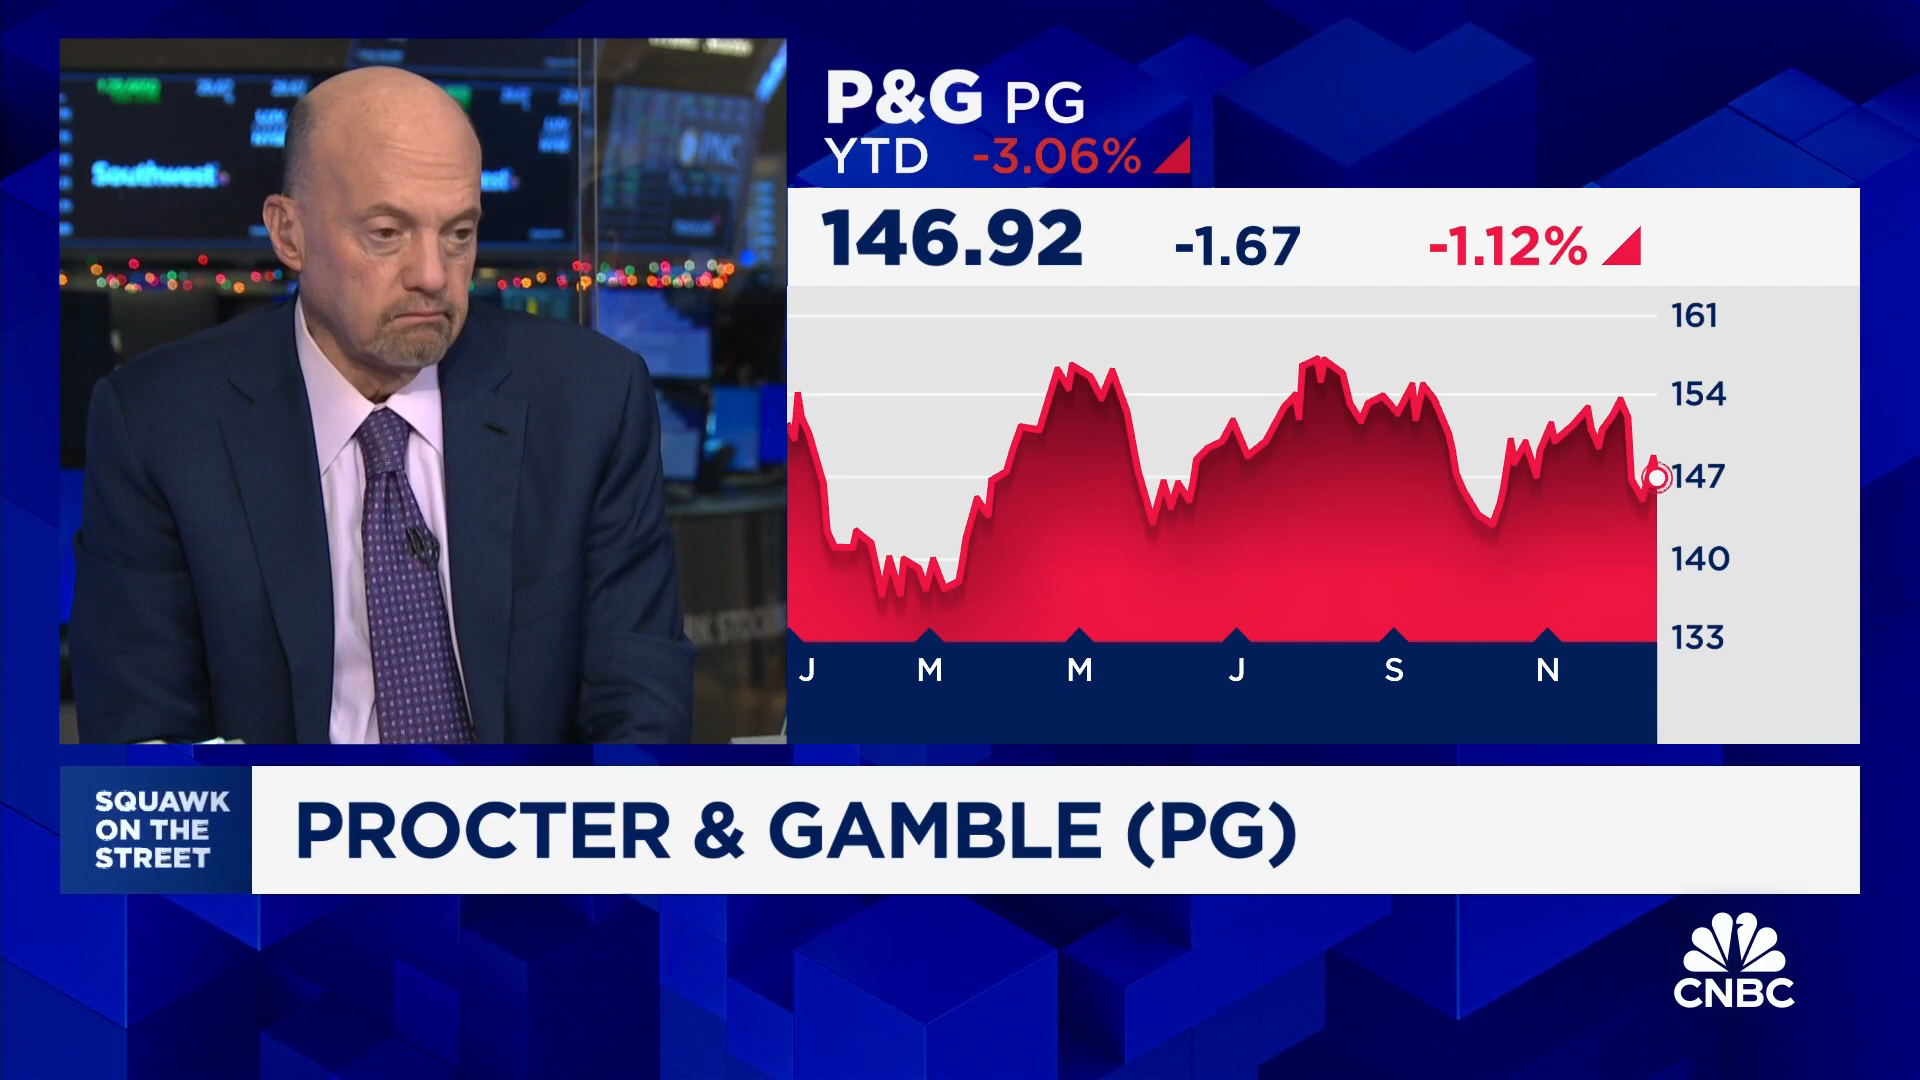 P&G PG
YTD -3.06%
146.92 -1.67 -1.12%
161
154
147
140
133
J M M J S N
Southwest
PNC
SQUAWK
ON THE
STREET
PROCTER & GAMBLE (PG)
CNBC